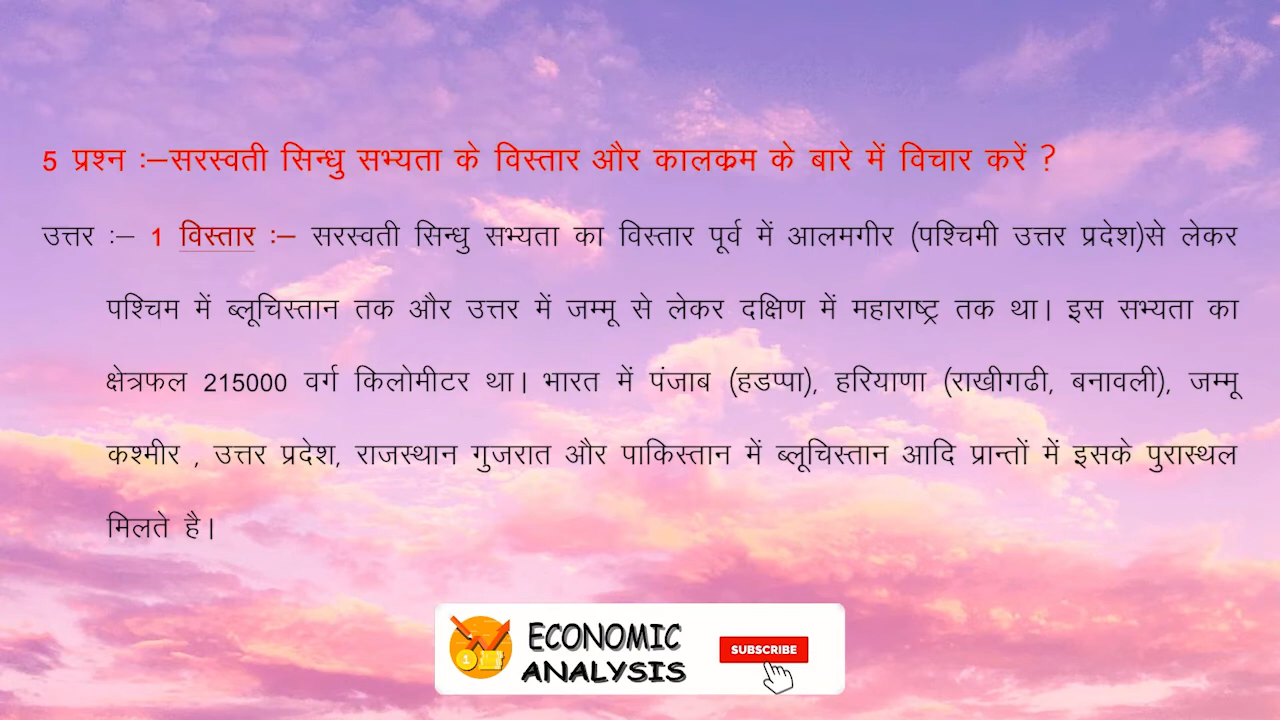 5 प्रश्न :–सरस्वती सिन्धु सभ्यता के विस्तार और कालक्रम के बारे में विचार करें ?
उत्तर :– 1 विस्तार :– सरस्वती सिन्धु सभ्यता का विस्तार पूर्व में आलमगीर (पश्चिमी उत्तर प्रदेश)से लेकर
पश्चिम में ब्लूचिस्तान तक और उत्तर में जम्मू से लेकर दक्षिण में महाराष्ट्र तक था। इस सभ्यता का
क्षेत्रफल 215000 वर्ग किलोमीटर था। भारत में पंजाब (हडप्पा), हरियाणा (राखीगढी, बनावली), जम्मू
कश्मीर , उत्तर प्रदेश, राजस्थान गुजरात और पाकिस्तान में ब्लूचिस्तान आदि प्रान्तों में इसके पुरास्थल
मिलते है।
ECONOMIC
ANALYSIS
SUBSCRIBE
1